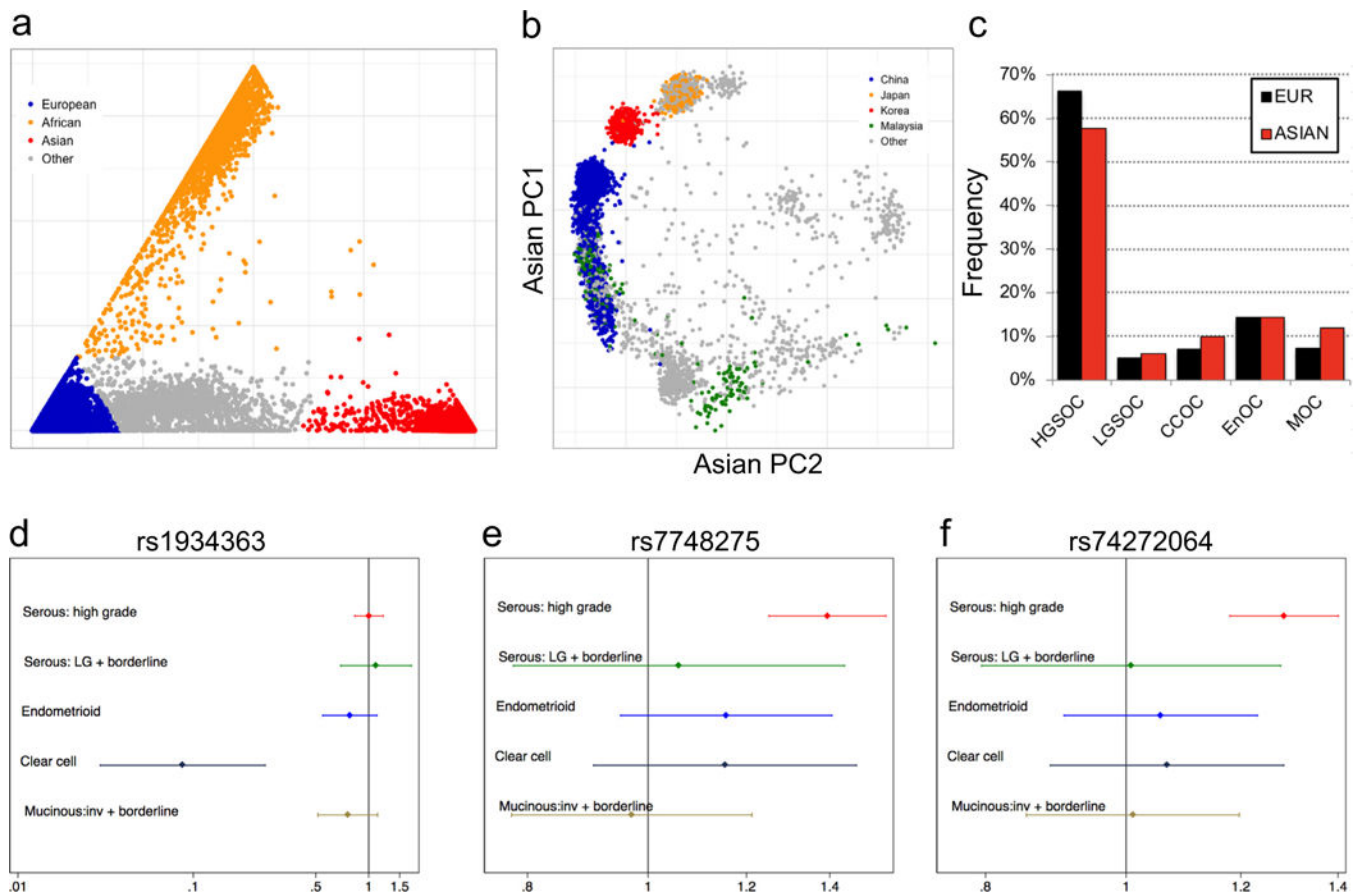 a
European
African
Asian
Other
b
China
Japan
Korea
Malaysia
Other
Asian PC1
Asian PC2
c
70%
60%
50%
40%
30%
20%
10%
0%
Frequency
EUR
ASIAN
HGSOC
LGSOC
CCOC
EnOC
MOC
d
rs1934363
Serous: high grade
Serous: LG + borderline
Endometrioid
Clear cell
Mucinous:inv + borderline
.01 .1 .5 1 1.5
e
rs7748275
Serous: high grade
Serous: LG + borderline
Endometrioid
Clear cell
Mucinous:inv + borderline
.8 1 1.2 1.4
f
rs74272064
Serous: high grade
Serous: LG + borderline
Endometrioid
Clear cell
Mucinous:inv + borderline
.8 1 1.2 1.4